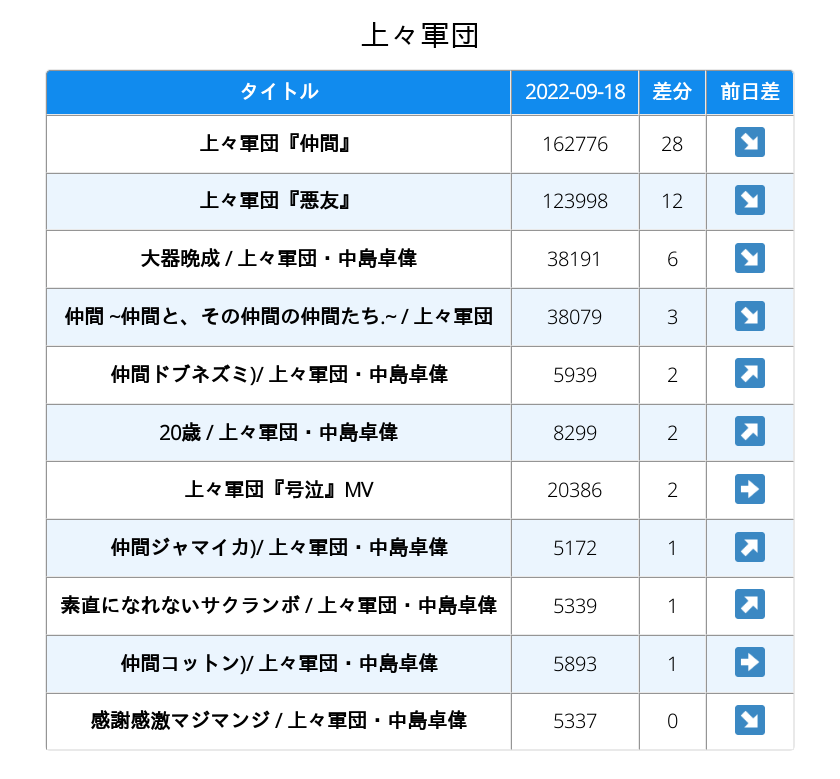 上々軍団
タイトル 2022-09-18 差分 前日差
上々軍団『仲間』 162776 28 ↘
上々軍団『悪友』 123998 12 ↘
大器晩成 / 上々軍団・中島卓偉 38191 6 ↘
仲間 ~仲間と、その仲間の仲間たち.~ / 上々軍団 38079 3 ↘
仲間ドブネズミ)/ 上々軍団・中島卓偉 5939 2 ↗
20歳 / 上々軍団・中島卓偉 8299 2 ↗
上々軍団『号泣』MV 20386 2 ➡
仲間ジャマイカ)/ 上々軍団・中島卓偉 5172 1 ↗
素直になれないサクランボ / 上々軍団・中島卓偉 5339 1 ↗
仲間コットン)/ 上々軍団・中島卓偉 5893 1 ➡
感謝感激マジマンジ / 上々軍団・中島卓偉 5337 0 ↘